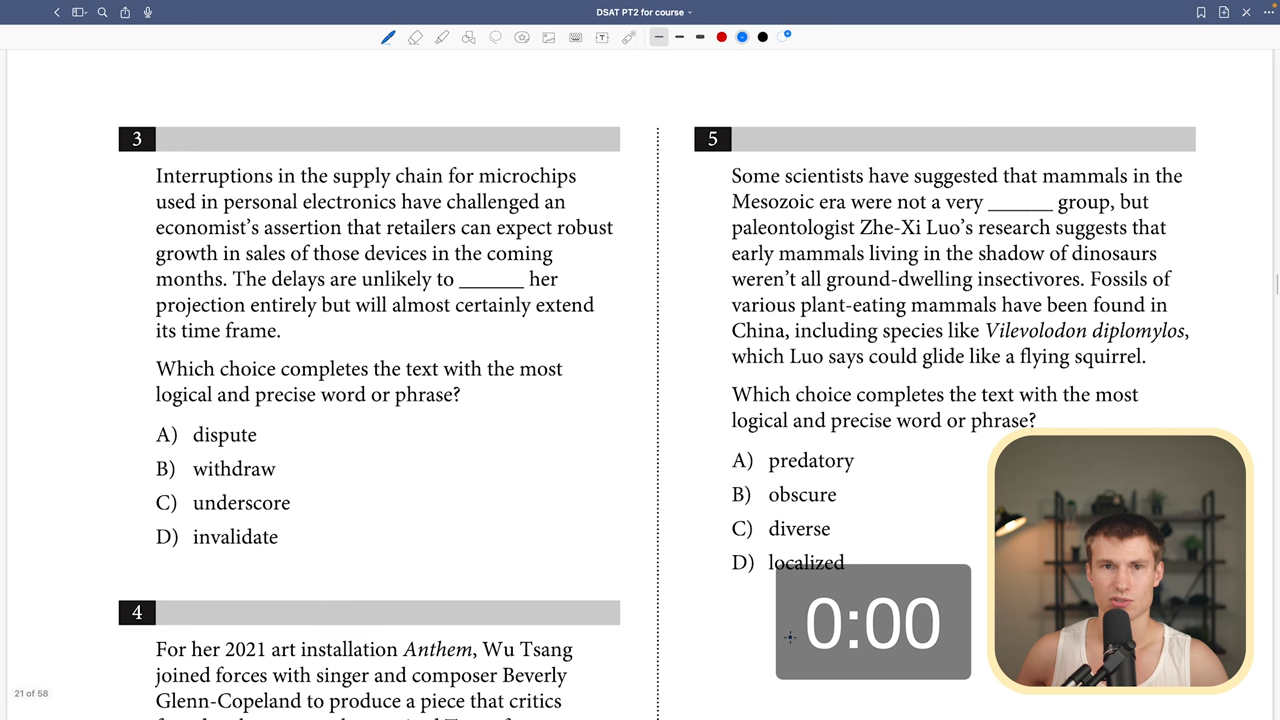 DSAT PT2 for course
3
Interruptions in the supply chain for microchips
used in personal electronics have challenged an
economist's assertion that retailers can expect robust
growth in sales of those devices in the coming
months. The delays are unlikely to ______ her
projection entirely but will almost certainly extend
its time frame.
Which choice completes the text with the most
logical and precise word or phrase?
A) dispute
B) withdraw
C) underscore
D) invalidate
4
For her 2021 art installation Anthem, Wu Tsang
joined forces with singer and composer Beverly
Glenn-Copeland to produce a piece that critics
5
Some scientists have suggested that mammals in the
Mesozoic era were not a very ______ group, but
paleontologist Zhe-Xi Luo's research suggests that
early mammals living in the shadow of dinosaurs
weren't all ground-dwelling insectivores. Fossils of
various plant-eating mammals have been found in
China, including species like Vilevolodon diplomylos,
which Luo says could glide like a flying squirrel.
Which choice completes the text with the most
logical and precise word or phrase?
A) predatory
B) obscure
C) diverse
D) localized
0:00
21 of 58